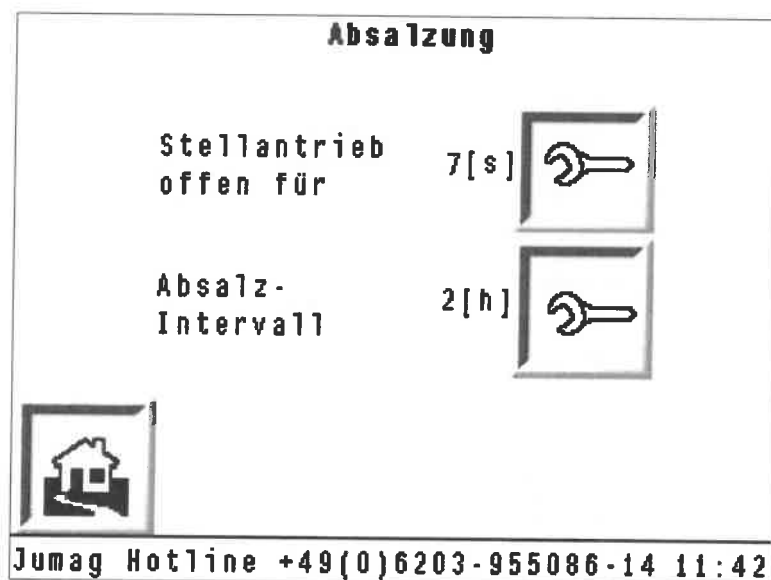 Absalzung
Stellantrieb
offen für
7[s]
Absalz-
Intervall
2[h]
Jumag Hotline +49(0)6203-955086-14 11:42